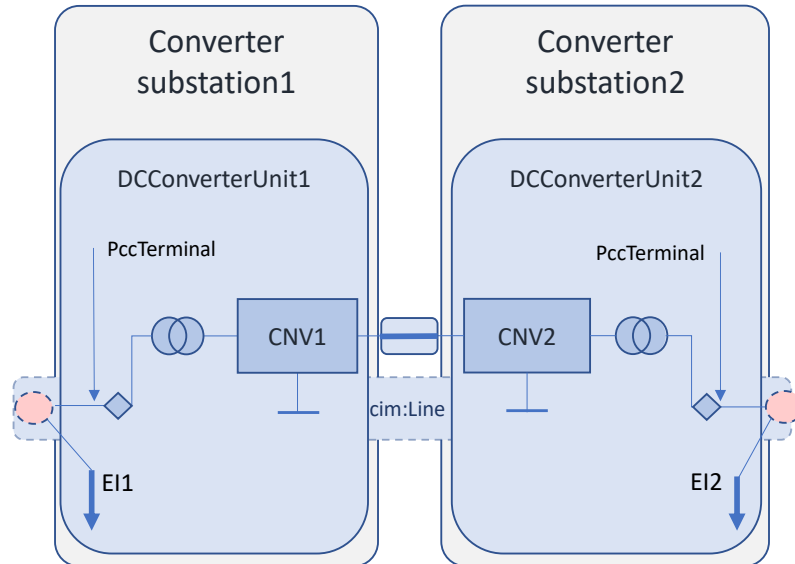 Converter
substation1
Converter
substation2
DCConverterUnit1
DCConverterUnit2
PccTerminal
PccTerminal
CNV1
CNV2
cim:Line
EI1
EI2